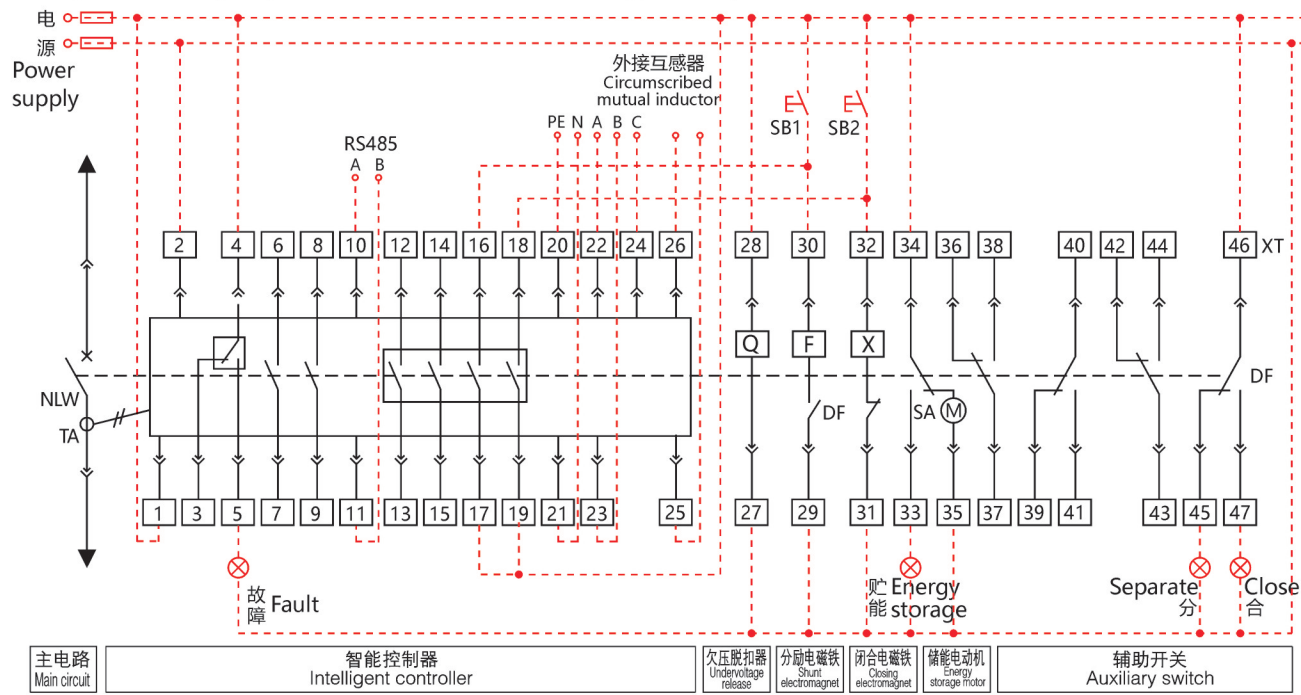 电
源
Power
supply
外接互感器
Circumscribed
mutual inductor
PE N A B C
RS485
A B
SB1 SB2
2 4 6 8 10 12 14 16 18 20 22 24 26 28 30 32 34 36 38 40 42 44 46 XT
Q F X
NLW
TA
DF
SA
M
DF
1 3 5 7 9 11 13 15 17 19 21 23 25 27 29 31 33 35 37 39 41 43 45 47
故
障
Fault
贮
能
Energy
storage
Separate
分
Close
合
主电路
Main circuit
智能控制器
Intelligent controller
欠压脱扣器
Undervoltage
release
分励电磁铁
Shunt
electromagnet
闭合电磁铁
Closing
electromagnet
储能电动机
Energy
storage motor
辅助开关
Auxiliary switch